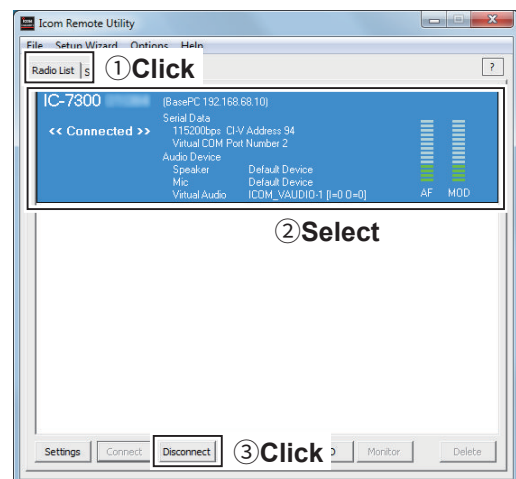 Icom Remote Utility
File Setup Wizard Options Help
Radio List S ①Click ?
IC-7300 (BasePC 192.168.68.10)
<< Connected >> Serial Data
115200bps CI-V Address 94
Virtual COM Port Number 2
Audio Device
Speaker Default Device
Mic Default Device
Virtual Audio ICOM_VAUDIO-1 [I=0 O=0] AF MOD
②Select
Settings Connect Disconnect ③Click Monitor Delete